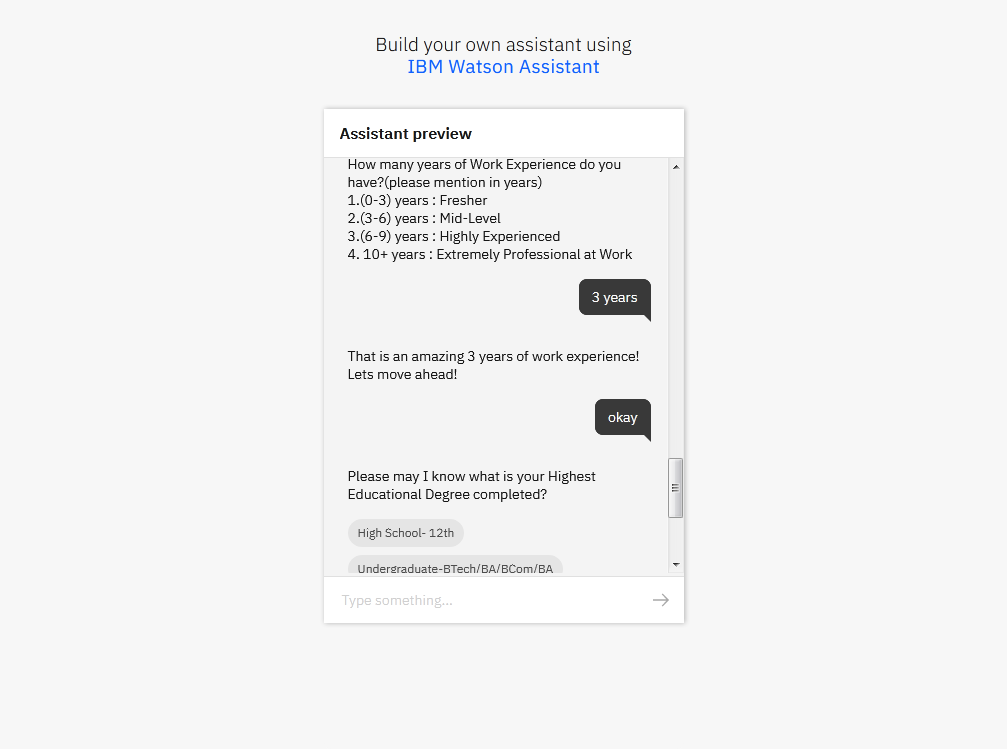 Build your own assistant using
IBM Watson Assistant
Assistant preview
How many years of Work Experience do you
have?(please mention in years)
1.(0-3) years : Fresher
2.(3-6) years : Mid-Level
3.(6-9) years : Highly Experienced
4. 10+ years : Extremely Professional at Work
3 years
That is an amazing 3 years of work experience!
Lets move ahead!
okay
Please may I know what is your Highest
Educational Degree completed?
High School- 12th
Undergraduate-BTech/BA/BCom/BA
Type something...